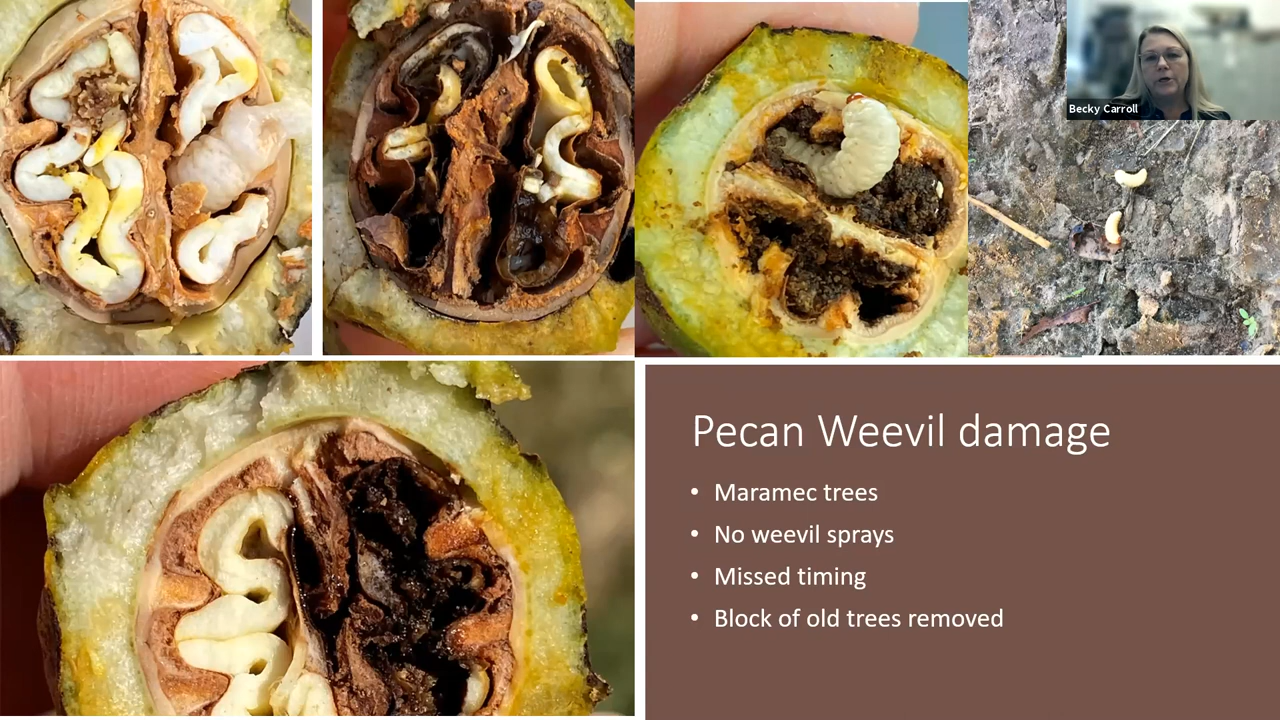 Becky Carroll
Pecan Weevil damage
• Maramec trees
• No weevil sprays
• Missed timing
• Block of old trees removed